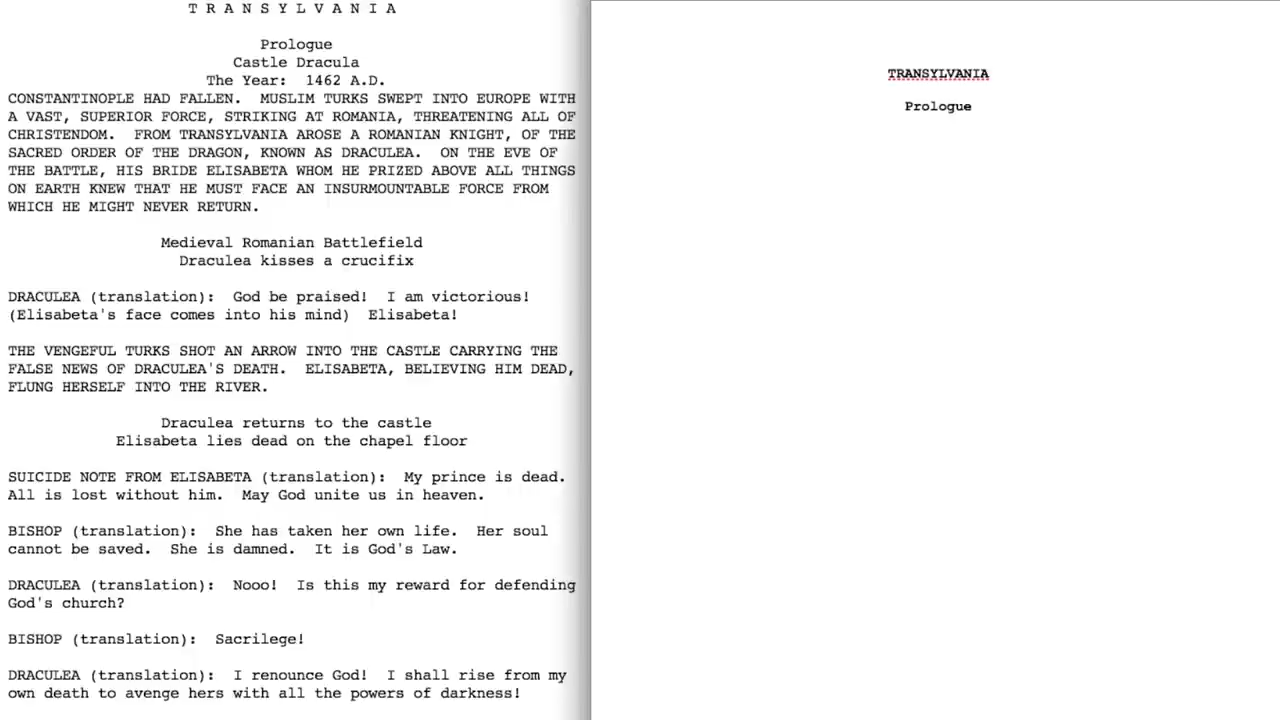 T R A N S Y L V A N I A
Prologue
Castle Dracula
The Year: 1462 A.D.
CONSTANTINOPLE HAD FALLEN. MUSLIM TURKS SWEPT INTO EUROPE WITH
A VAST, SUPERIOR FORCE, STRIKING AT ROMANIA, THREATENING ALL OF
CHRISTENDOM. FROM TRANSYLVANIA AROSE A ROMANIAN KNIGHT, OF THE
SACRED ORDER OF THE DRAGON, KNOWN AS DRACULEA. ON THE EVE OF
THE BATTLE, HIS BRIDE ELISABETA WHOM HE PRIZED ABOVE ALL THINGS
ON EARTH KNEW THAT HE MUST FACE AN INSURMOUNTABLE FORCE FROM
WHICH HE MIGHT NEVER RETURN.
Medieval Romanian Battlefield
Draculea kisses a crucifix
DRACULEA (translation): God be praised! I am victorious!
(Elisabeta's face comes into his mind) Elisabeta!
THE VENGEFUL TURKS SHOT AN ARROW INTO THE CASTLE CARRYING THE
FALSE NEWS OF DRACULEA'S DEATH. ELISABETA, BELIEVING HIM DEAD,
FLUNG HERSELF INTO THE RIVER.
Draculea returns to the castle
Elisabeta lies dead on the chapel floor
SUICIDE NOTE FROM ELISABETA (translation): My prince is dead.
All is lost without him. May God unite us in heaven.
BISHOP (translation): She has taken her own life. Her soul
cannot be saved. She is damned. It is God's Law.
DRACULEA (translation): Nooo! Is this my reward for defending
God's church?
BISHOP (translation): Sacrilege!
DRACULEA (translation): I renounce God! I shall rise from my
own death to avenge hers with all the powers of darkness!
TRANSYLVANIA
Prologue